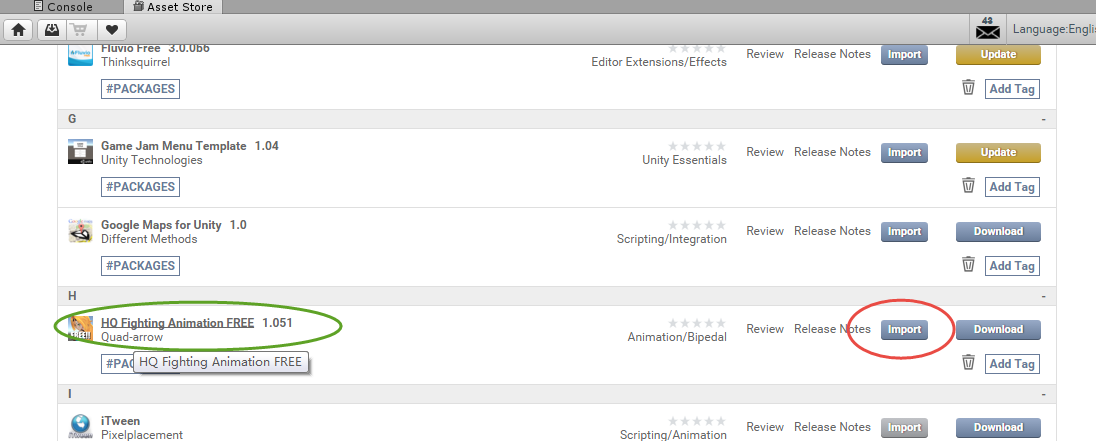 Console Asset Store
43
Language:Englis
Fluvio Free 3.0.0b6 Review Release Notes Import Update
Thinksquirrel Editor Extensions/Effects
#PACKAGES Add Tag
G -
Game Jam Menu Template 1.04 Review Release Notes Import Update
Unity Technologies Unity Essentials
#PACKAGES Add Tag
Google Maps for Unity 1.0 Review Release Notes Import Download
Different Methods Scripting/Integration
#PACKAGES Add Tag
H -
HQ Fighting Animation FREE 1.051 Review Release Notes Import Download
FREE!!
Quad-arrow Animation/Bipedal
#PAC Add Tag
HQ Fighting Animation FREE
I -
iTween Review Release Notes Import Download
Pixelplacement Scripting/Animation